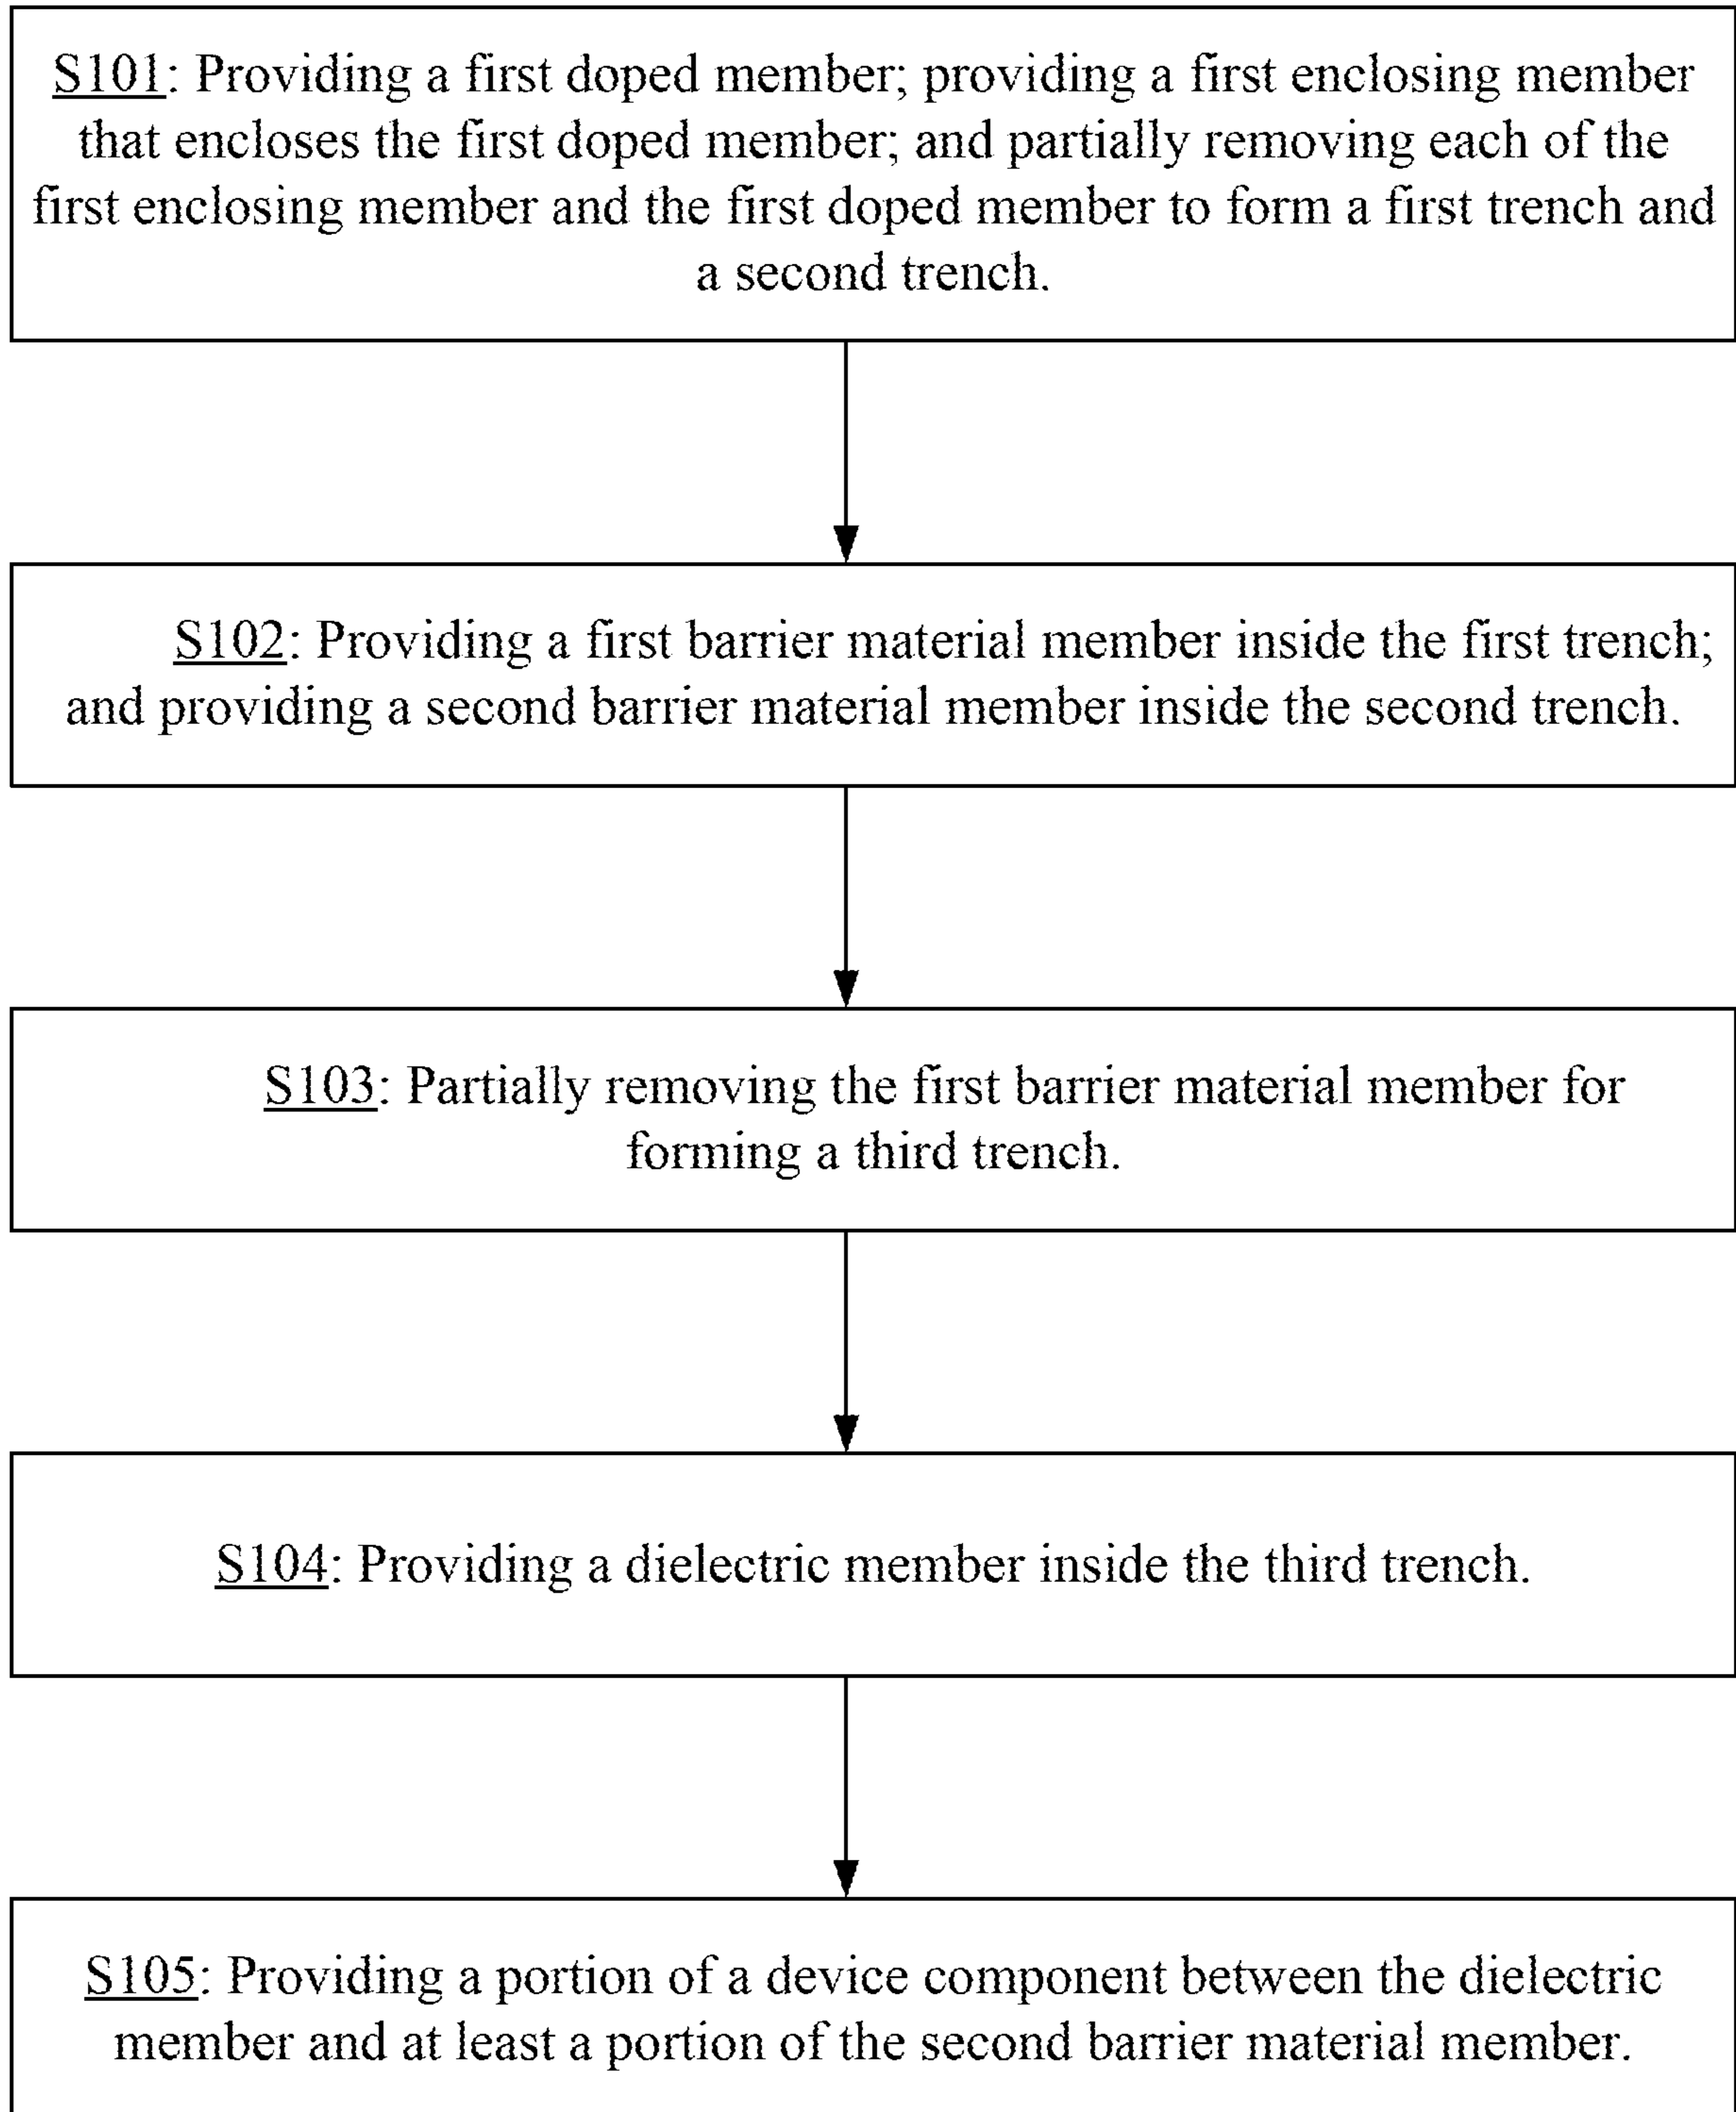 S101: Providing a first doped member; providing a first enclosing member
that encloses the first doped member; and partially removing each of the
first enclosing member and the first doped member to form a first trench and
a second trench.
S102: Providing a first barrier material member inside the first trench;
and providing a second barrier material member inside the second trench.
S103: Partially removing the first barrier material member for
forming a third trench.
S104: Providing a dielectric member inside the third trench.
S105: Providing a portion of a device component between the dielectric
member and at least a portion of the second barrier material member.